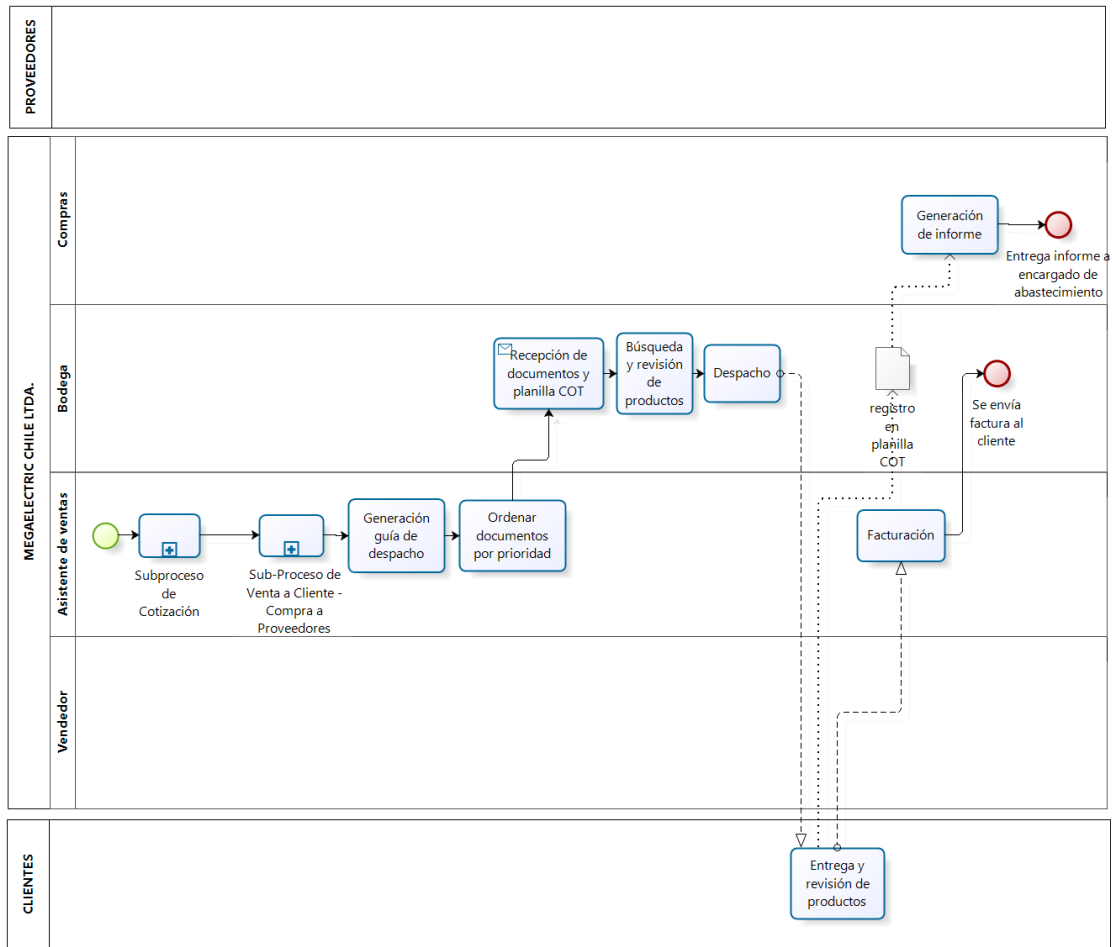 PROVEEDORES
MEGAELECTRIC CHILE LTDA.
Compras
Generación
de informe
Entrega informe a
encargado de
abastecimiento
Bodega
Recepción de
documentos y
planilla COT
Búsqueda
y revisión
de
productos
Despacho
registro
en
planilla
COT
Se envía
factura al
cliente
Asistente de ventas
Subproceso
de
Cotización
Sub-Proceso de
Venta a Cliente -
Compra a
Proveedores
Generación
guía de
despacho
Ordenar
documentos
por prioridad
Facturación
Vendedor
CLIENTES
Entrega y
revisión de
productos